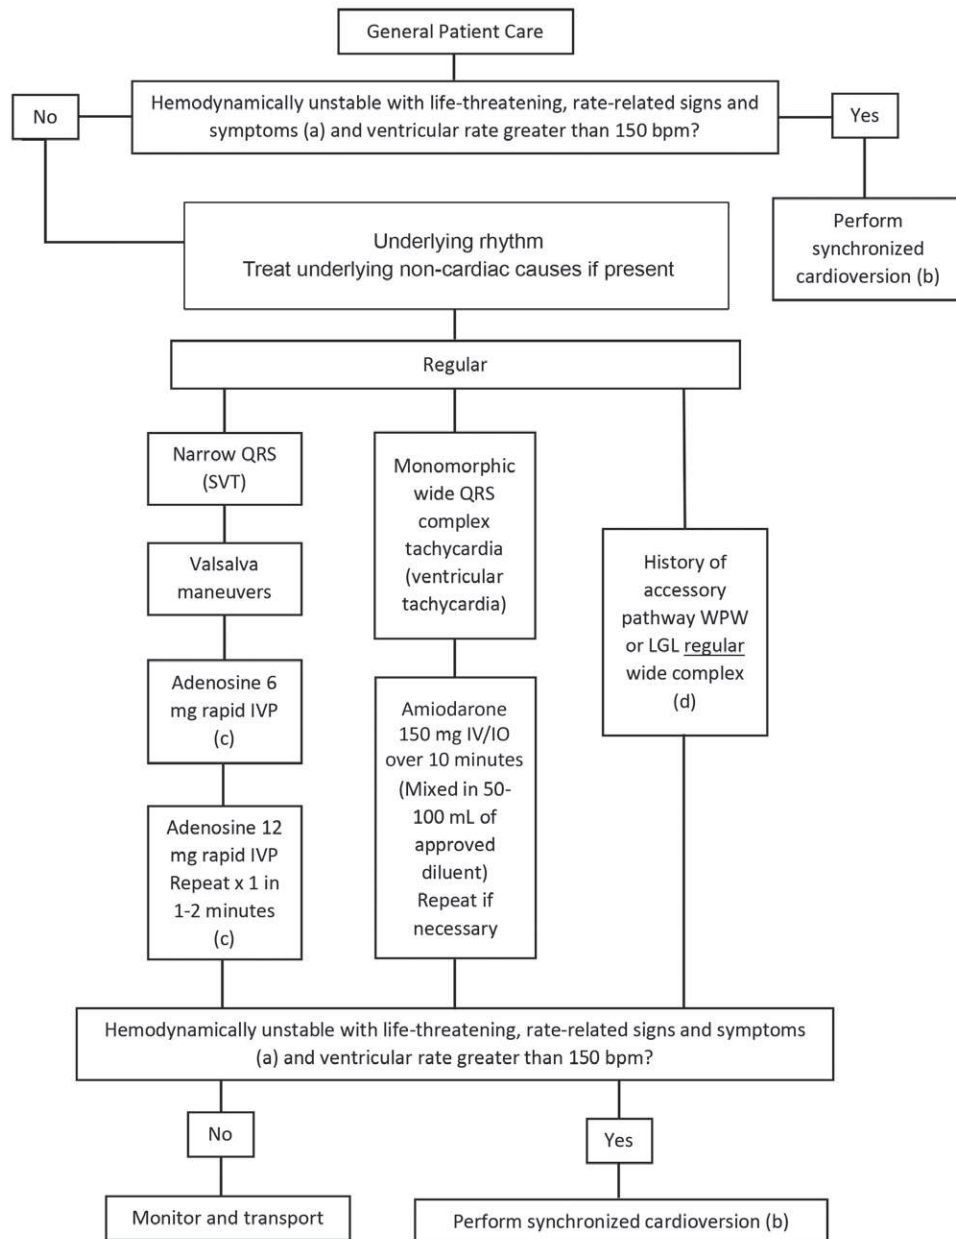 General Patient Care
Hemodynamically unstable with life-threatening, rate-related signs and
symptoms (a) and ventricular rate greater than 150 bpm?
No
Yes
Perform
synchronized
cardioversion (b)
Underlying rhythm
Treat underlying non-cardiac causes if present
Regular
Narrow QRS
(SVT)
Valsalva
maneuvers
Adenosine 6
mg rapid IVP
(c)
Adenosine 12
mg rapid IVP
Repeat x 1 in
1-2 minutes
(c)
Monomorphic
wide QRS
complex
tachycardia
(ventricular
tachycardia)
Amiodarone
150 mg IV/IO
over 10 minutes
(Mixed in 50-
100 mL of
approved
diluent)
Repeat if
necessary
History of
accessory
pathway WPW
or LGL regular
wide complex
(d)
Hemodynamically unstable with life-threatening, rate-related signs and symptoms
(a) and ventricular rate greater than 150 bpm?
No
Yes
Monitor and transport
Perform synchronized cardioversion (b)